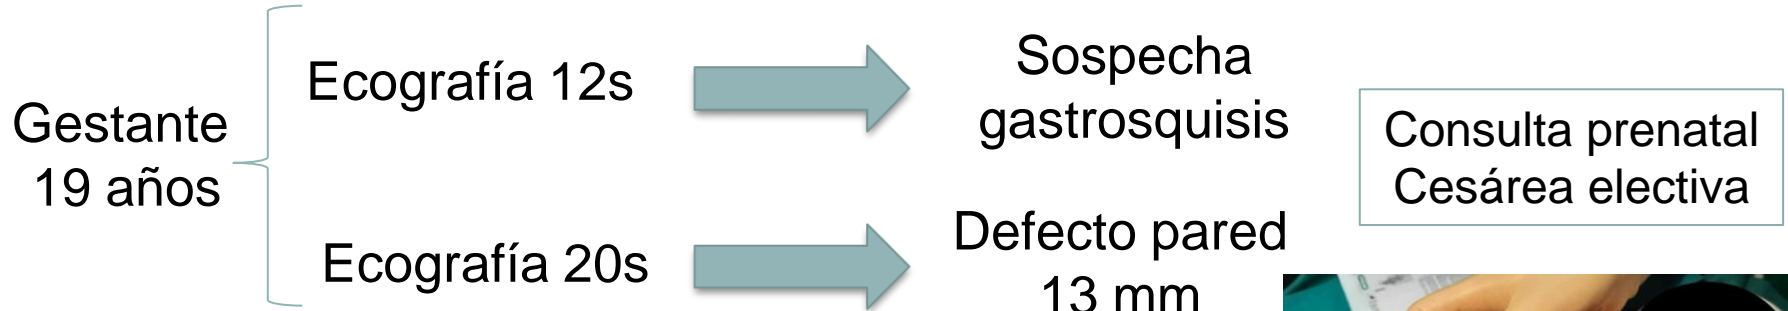 Gestante
19 años
Ecografía 12s
Sospecha
gastrosquisis
Ecografía 20s
Defecto pared
13 mm
Consulta prenatal
Cesárea electiva